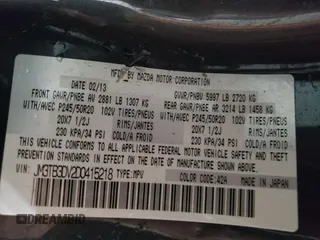 MFD BY MAZDA MOTOR CORPORATION
DATE 02/13 GVWR/PNBV 5997 LB 2720 KG
FRONT GAWR/PNBE AV 2881 LB 1307 KG REAR GAWR/PNBE AR 3214 LB 1458 KG
WITH/AVEC P245/50R20 102V TIRES/PNEUS WITH/AVEC P245/50R20 102V TIRES/PNEUS
20X7 1/2J RIMS/JANTES 20X7 1/2J RIMS/JANTES
230 KPA/34 PSI COLD/A FROID 230 KPA/34 PSI COLD/A FROID
THIS VEHICLE CONFORMS TO ALL APPLICABLE FEDERAL MOTOR VEHICLE
SAFETY AND THEFT PREVENTION STANDARDS IN EFFECT ON THE
DATE OF MANUFACTURE SHOWN ABOVE.
VIN: JM3TB3DV2D0415218 TYPE: MPV COLOR CODE: 42A MADE IN JAPAN
DRIVE BID